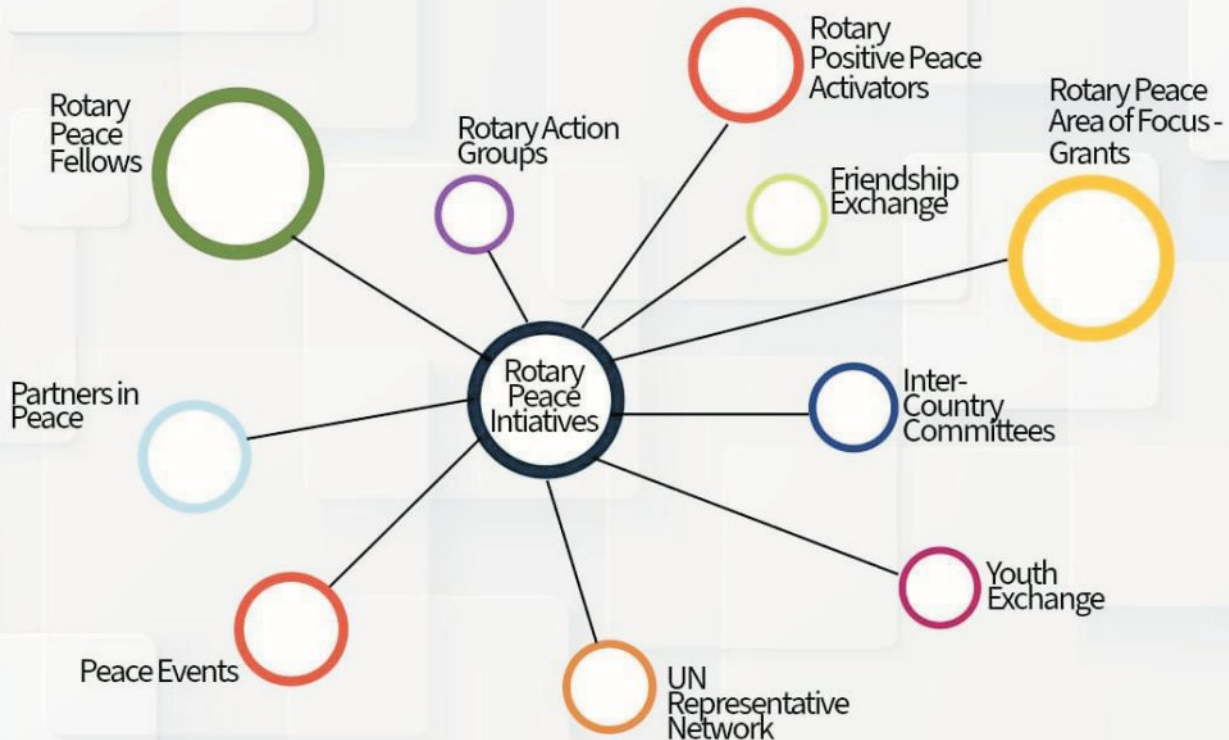 Rotary
Positive Peace
Activators
Rotary Peace
Area of Focus -
Grants
Rotary
Peace
Fellows
Rotary Action
Groups
Friendship
Exchange
Rotary
Peace
Intiatives
Inter-
Country
Committees
Partners in
Peace
Youth
Exchange
Peace Events
UN
Representative
Network